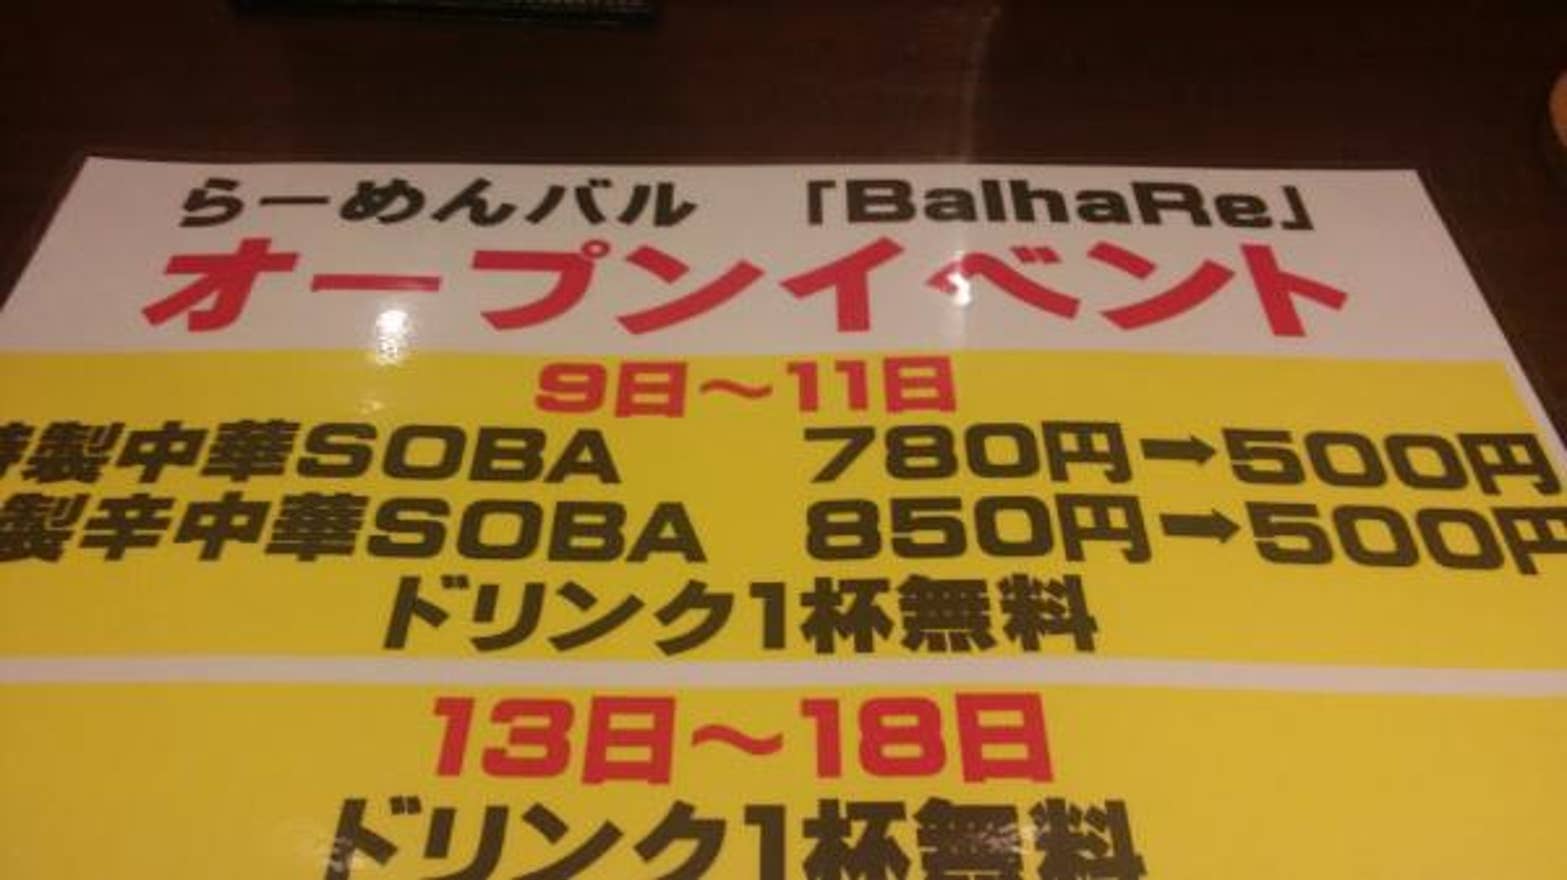 らーめんバル 「BalhaRe」
オープンイベント
9日～11日
特製中華SOBA 780円➡500円
製辛中華SOBA 850円➡500円
ドリンク1杯無料
13日～18日
ドリンク1杯無料